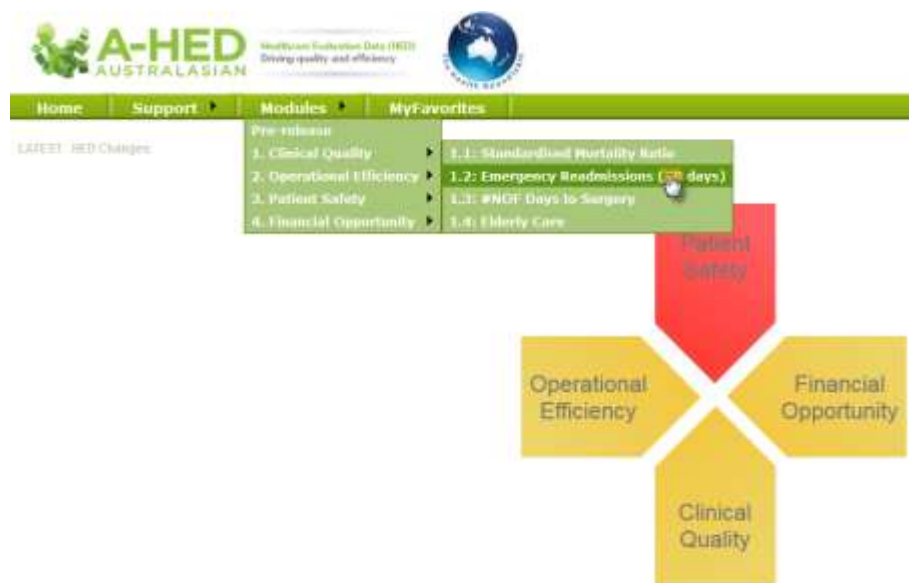 A-HED
AUSTRALASIAN
Healthcare Evaluation Data (HED)
Driving quality and efficiency
Home
Support
Modules
MyFavorites
LATEST HED Changes:
Pre-release
1. Clinical Quality
2. Operational Efficiency
3. Patient Safety
4. Financial Opportunity
1.1: Standardised Mortality Ratio
1.2: Emergency Readmissions ( days)
1.3: #NOF Days to Surgery
1.4: Elderly Care
Patient
Safety
Operational
Efficiency
Financial
Opportunity
Clinical
Quality